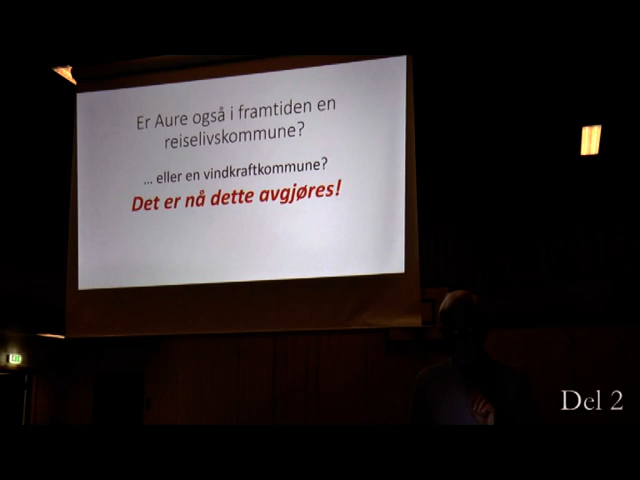 Er Aure også i framtiden en
reiselivskommune?
... eller en vindkraftkommune?
Det er nå dette avgjøres!
Del 2